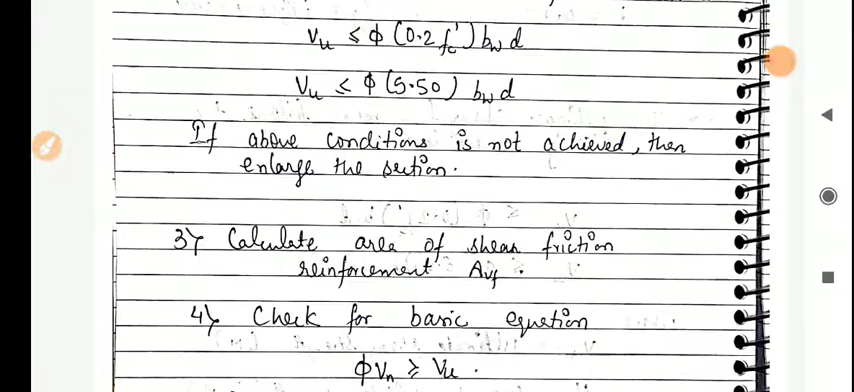 Vu ≤ ϕ (0.2 fc') bw d
Vu ≤ ϕ (5.50) bw d
If above conditions is not achieved, then
enlarge the section.
3) Calculate area of shear friction
reinforcement Avf.
4) Check for basic equetion
ϕVn ≥ Vu.